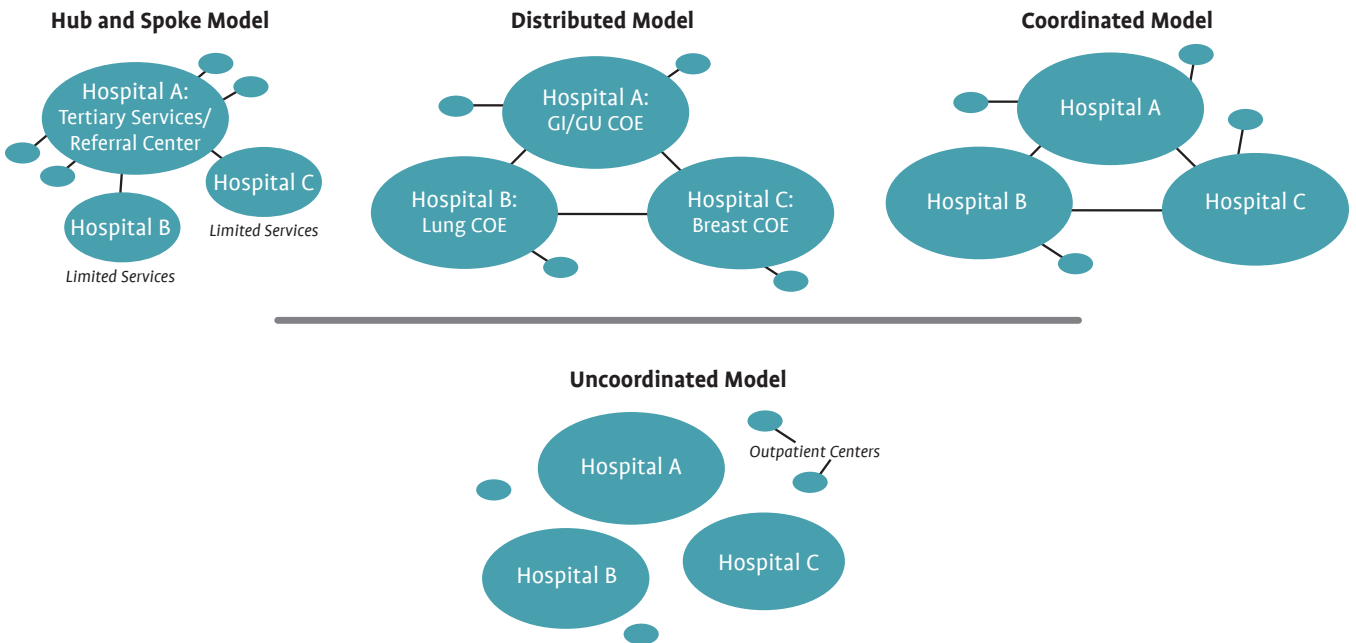 Hub and Spoke Model
Hospital A:
Tertiary Services/
Referral Center
Hospital C
Limited Services
Hospital B
Limited Services
Distributed Model
Hospital A:
GI/GU COE
Hospital B:
Lung COE
Hospital C:
Breast COE
Coordinated Model
Hospital A
Hospital B
Hospital C
Uncoordinated Model
Hospital A
Outpatient Centers
Hospital B
Hospital C